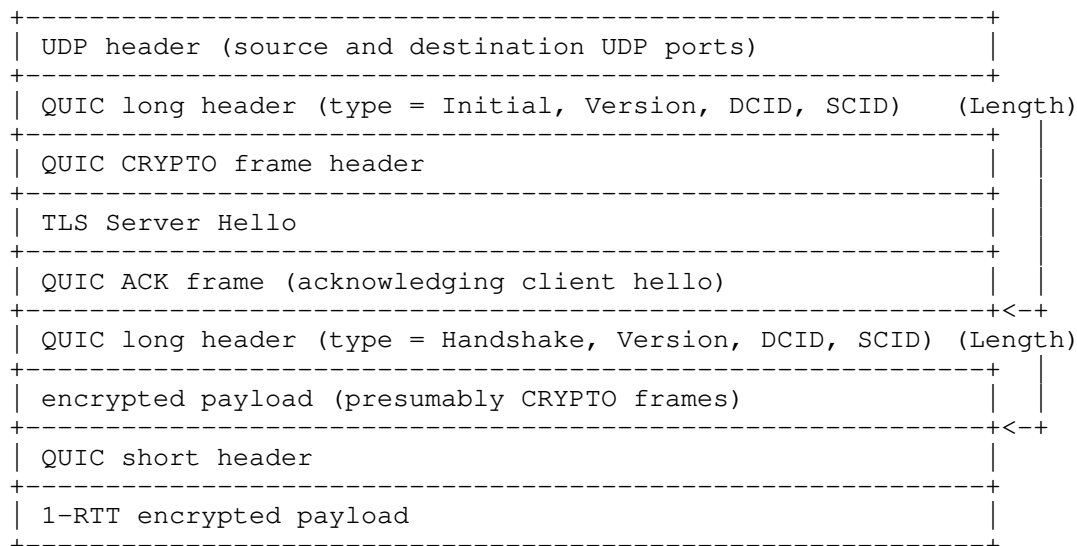 UDP header (source and destination UDP ports)
QUIC long header (type = Initial, Version, DCID, SCID) (Length)
QUIC CRYPTO frame header
TLS Server Hello
QUIC ACK frame (acknowledging client hello)
QUIC long header (type = Handshake, Version, DCID, SCID) (Length)
encrypted payload (presumably CRYPTO frames)
QUIC short header
1-RTT encrypted payload